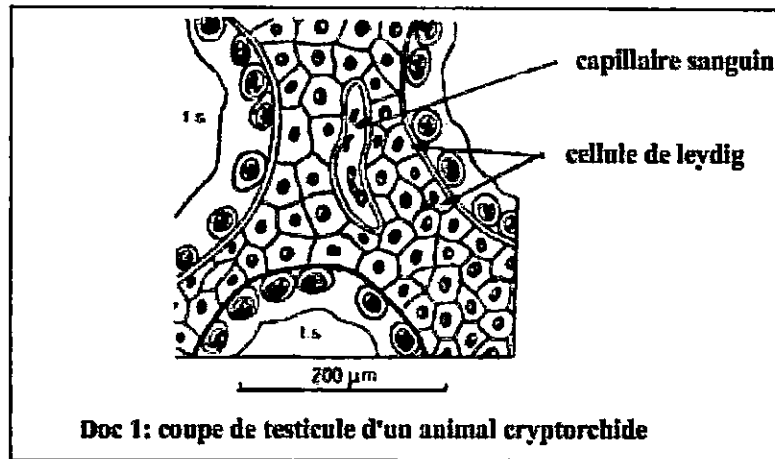 capillaire sanguin
t.s.
cellule de leydig
t.s.
200 µm
Doc 1: coupe de testicule d'un animal cryptorchide